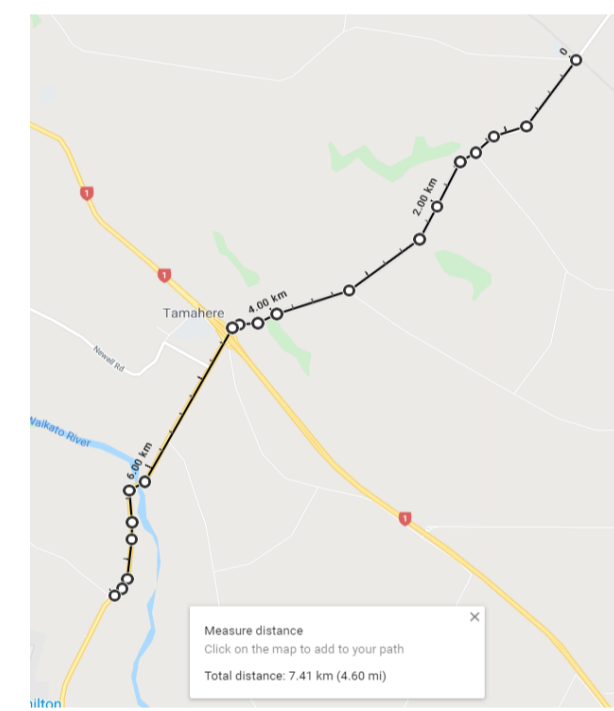 0
1
2.00 km
1
4.00 km
Tamahere
Newell Rd
Waikato River
6.00 km
1
Measure distance
Click on the map to add to your path
Total distance: 7.41 km (4.60 mi)
ilton